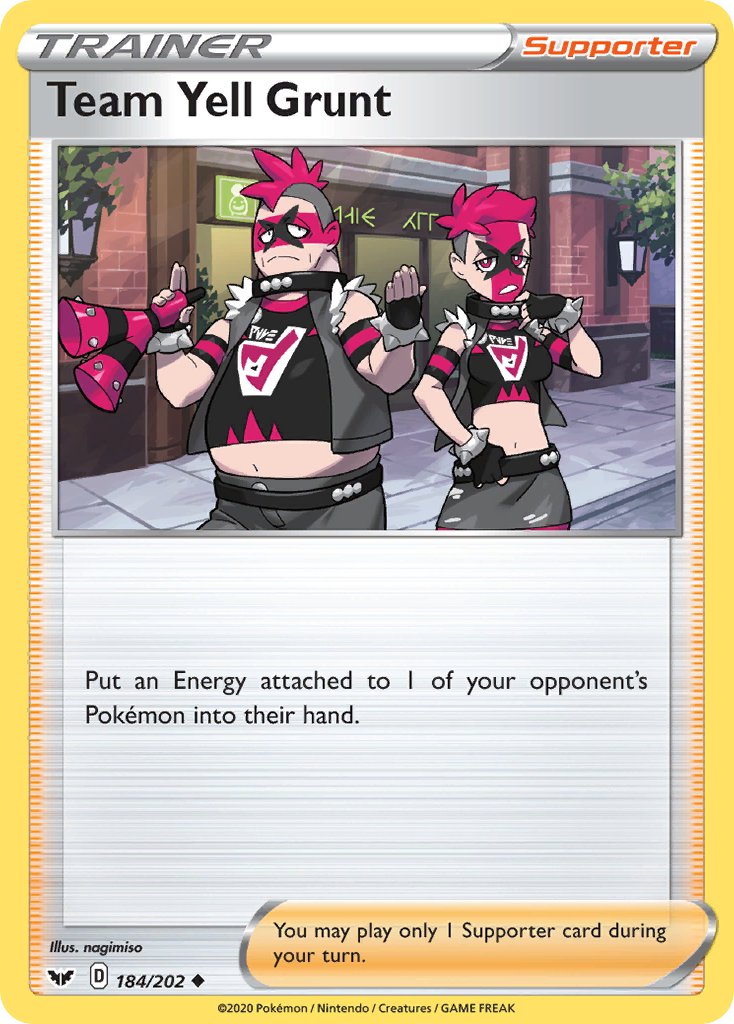 TRAINER
Supporter
Team Yell Grunt
Put an Energy attached to 1 of your opponent's
Pokémon into their hand.
You may play only 1 Supporter card during
your turn.
Illus. nagimiso
D 184/202
©2020 Pokémon / Nintendo / Creatures / GAME FREAK